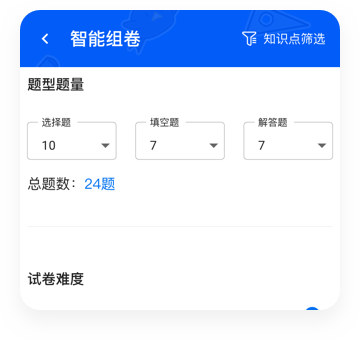 智能组卷 知识点筛选
题型题量
选择题 填空题 解答题
10 7 7
总题数：24题
试卷难度